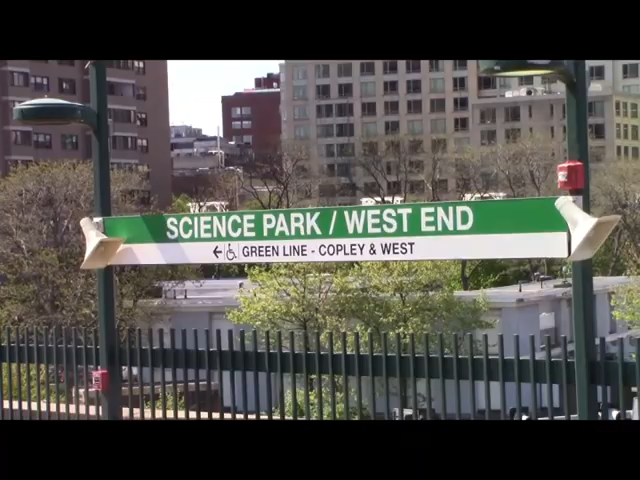 SCIENCE PARK / WEST END
← ♿ GREEN LINE - COPLEY & WEST